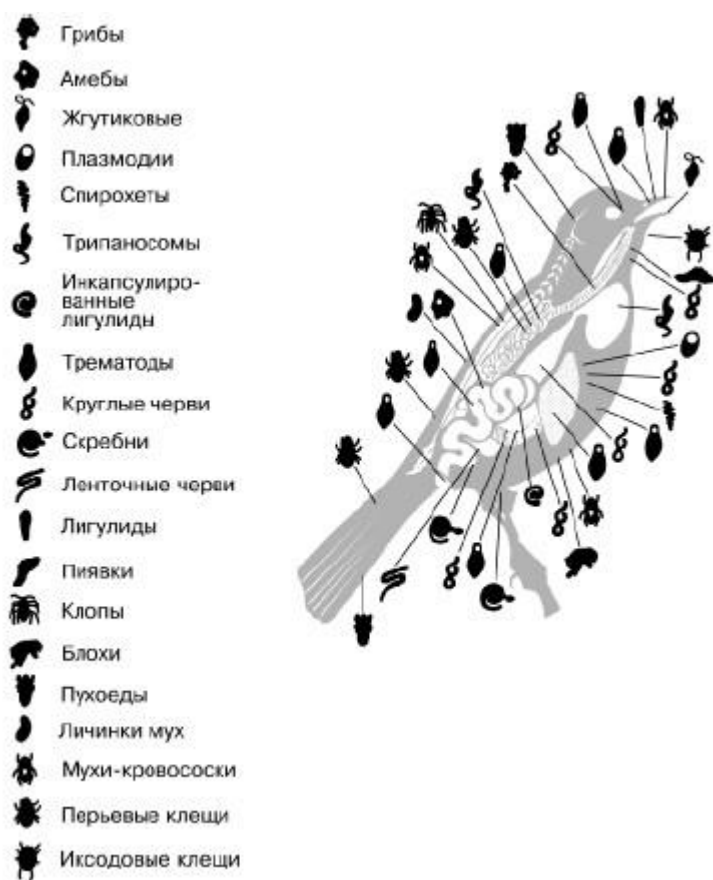 Грибы
Амебы
Жгутиковые
Плазмодии
Спирохеты
Трипаносомы
Инкапсулиро-
ванные
лигулиды
Трематоды
Круглые черви
Скребни
Ленточные черви
Лигулиды
Пиявки
Клопы
Блохи
Пухоеды
Личинки мух
Мухи-кровососки
Перьевые клещи
Иксодовые клещи